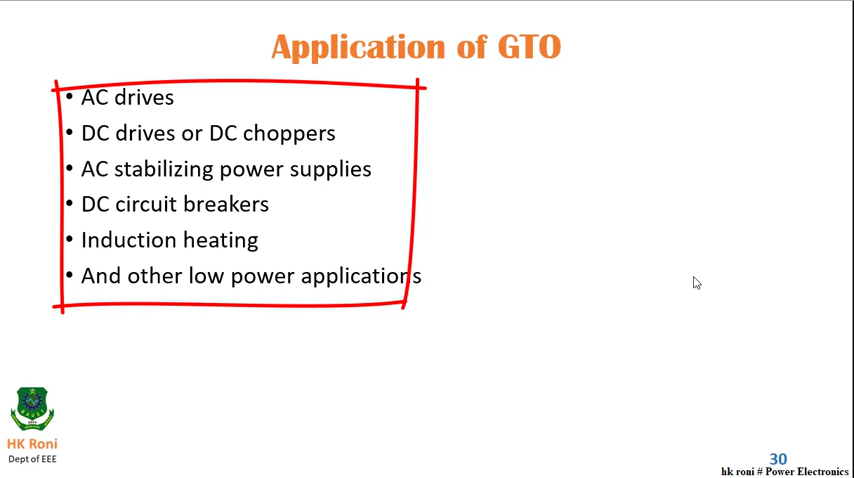 Application of GTO
• AC drives
• DC drives or DC choppers
• AC stabilizing power supplies
• DC circuit breakers
• Induction heating
• And other low power applications
HK Roni
Dept of EEE
30
hk roni # Power Electronics